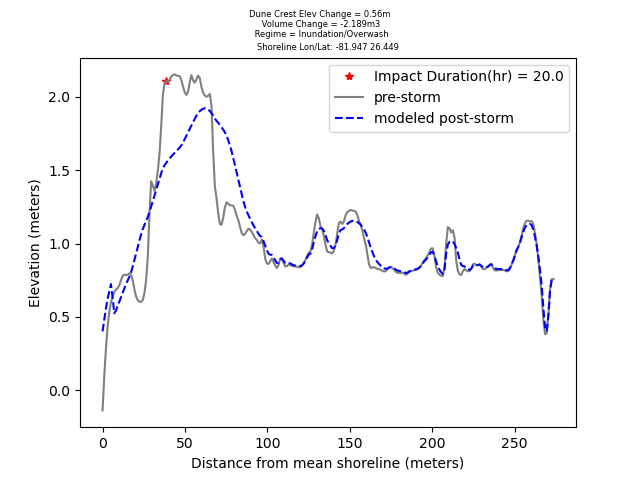 Dune Crest Elev Change = 0.56m
Volume Change = -2.189m3
Regime = Inundation/Overwash
Shoreline Lon/Lat: -81.947 26.449
Impact Duration(hr) = 20.0
pre-storm
modeled post-storm
Elevation (meters)
2.0
1.5
1.0
0.5
0.0
0 50 100 150 200 250
Distance from mean shoreline (meters)